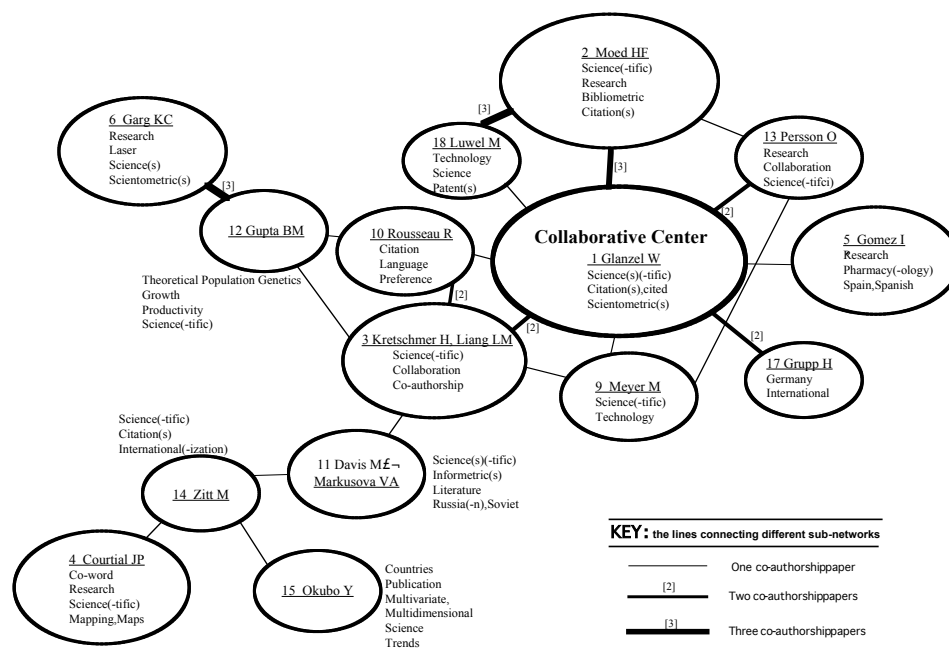 2 Moed HF
Science(-tific)
Research
Bibliometric
Citation(s)
[3]
6 Garg KC
Research
Laser
Science(s)
Scientometric(s)
[3]
18 Luwel M
Technology
Science
Patent(s)
[3]
13 Persson O
Research
Collaboration
Science(-tifci)
[2]
12 Gupta BM
Theoretical Population Genetics
Growth
Productivity
Science(-tific)
10 Rousseau R
Citation
Language
Preference
[2]
Collaborative Center
1 Glanzel W
Science(s)(-tific)
Citation(s),cited
Scientometric(s)
5 Gomez I
Research
Pharmacy(-ology)
Spain,Spanish
[2]
3 Kretschmer H, Liang LM
Science(-tific)
Collaboration
Co-authorship
[2]
17 Grupp H
Germany
International
9 Meyer M
Science(-tific)
Technology
Science(-tific)
Citation(s)
International(-ization)
14 Zitt M
11 Davis M£¬
Markusova VA
Science(s)(-tific)
Informetric(s)
Literature
Russia(-n),Soviet
4 Courtial JP
Co-word
Research
Science(-tific)
Mapping,Maps
15 Okubo Y
Countries
Publication
Multivariate,
Multidimensional
Science
Trends
KEY: the lines connecting different sub-networks
One co-authorshippaper
[2]
Two co-authorshippapers
[3]
Three co-authorshippapers